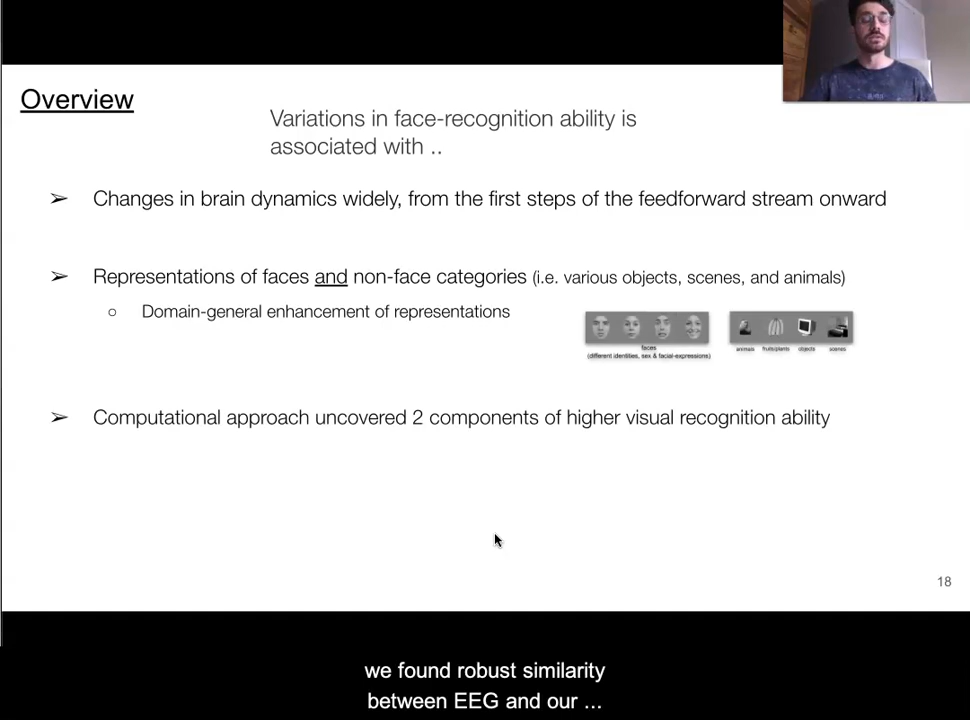 Overview
Variations in face-recognition ability is
associated with ..
➢ Changes in brain dynamics widely, from the first steps of the feedforward stream onward
➢ Representations of faces and non-face categories (i.e. various objects, scenes, and animals)
○ Domain-general enhancement of representations
faces
(different identities, sex & facial-expressions)
animals fruits/plants objects scenes
➢ Computational approach uncovered 2 components of higher visual recognition ability
18
we found robust similarity
between EEG and our ...